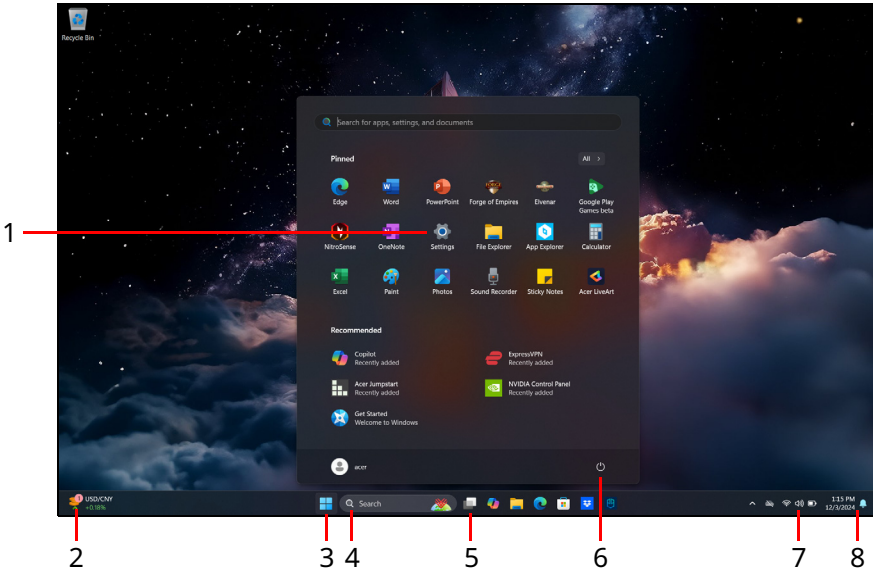 Recycle Bin
Search for apps, settings, and documents
Pinned
All >
Edge
Word
PowerPoint
Forge of Empires
Elvenar
Google Play
Games beta
1
NitroSense
OneNote
Settings
File Explorer
App Explorer
Calculator
Excel
Paint
Photos
Sound Recorder
Sticky Notes
Acer LiveArt
Recommended
Copilot
Recently added
ExpressVPN
Recently added
Acer Jumpstart
Recently added
NVIDIA Control Panel
Recently added
Get Started
Welcome to Windows
acer
1
USD/CNY
+0.18%
Search
1:15 PM
12/3/2024
2
3
4
5
6
7
8